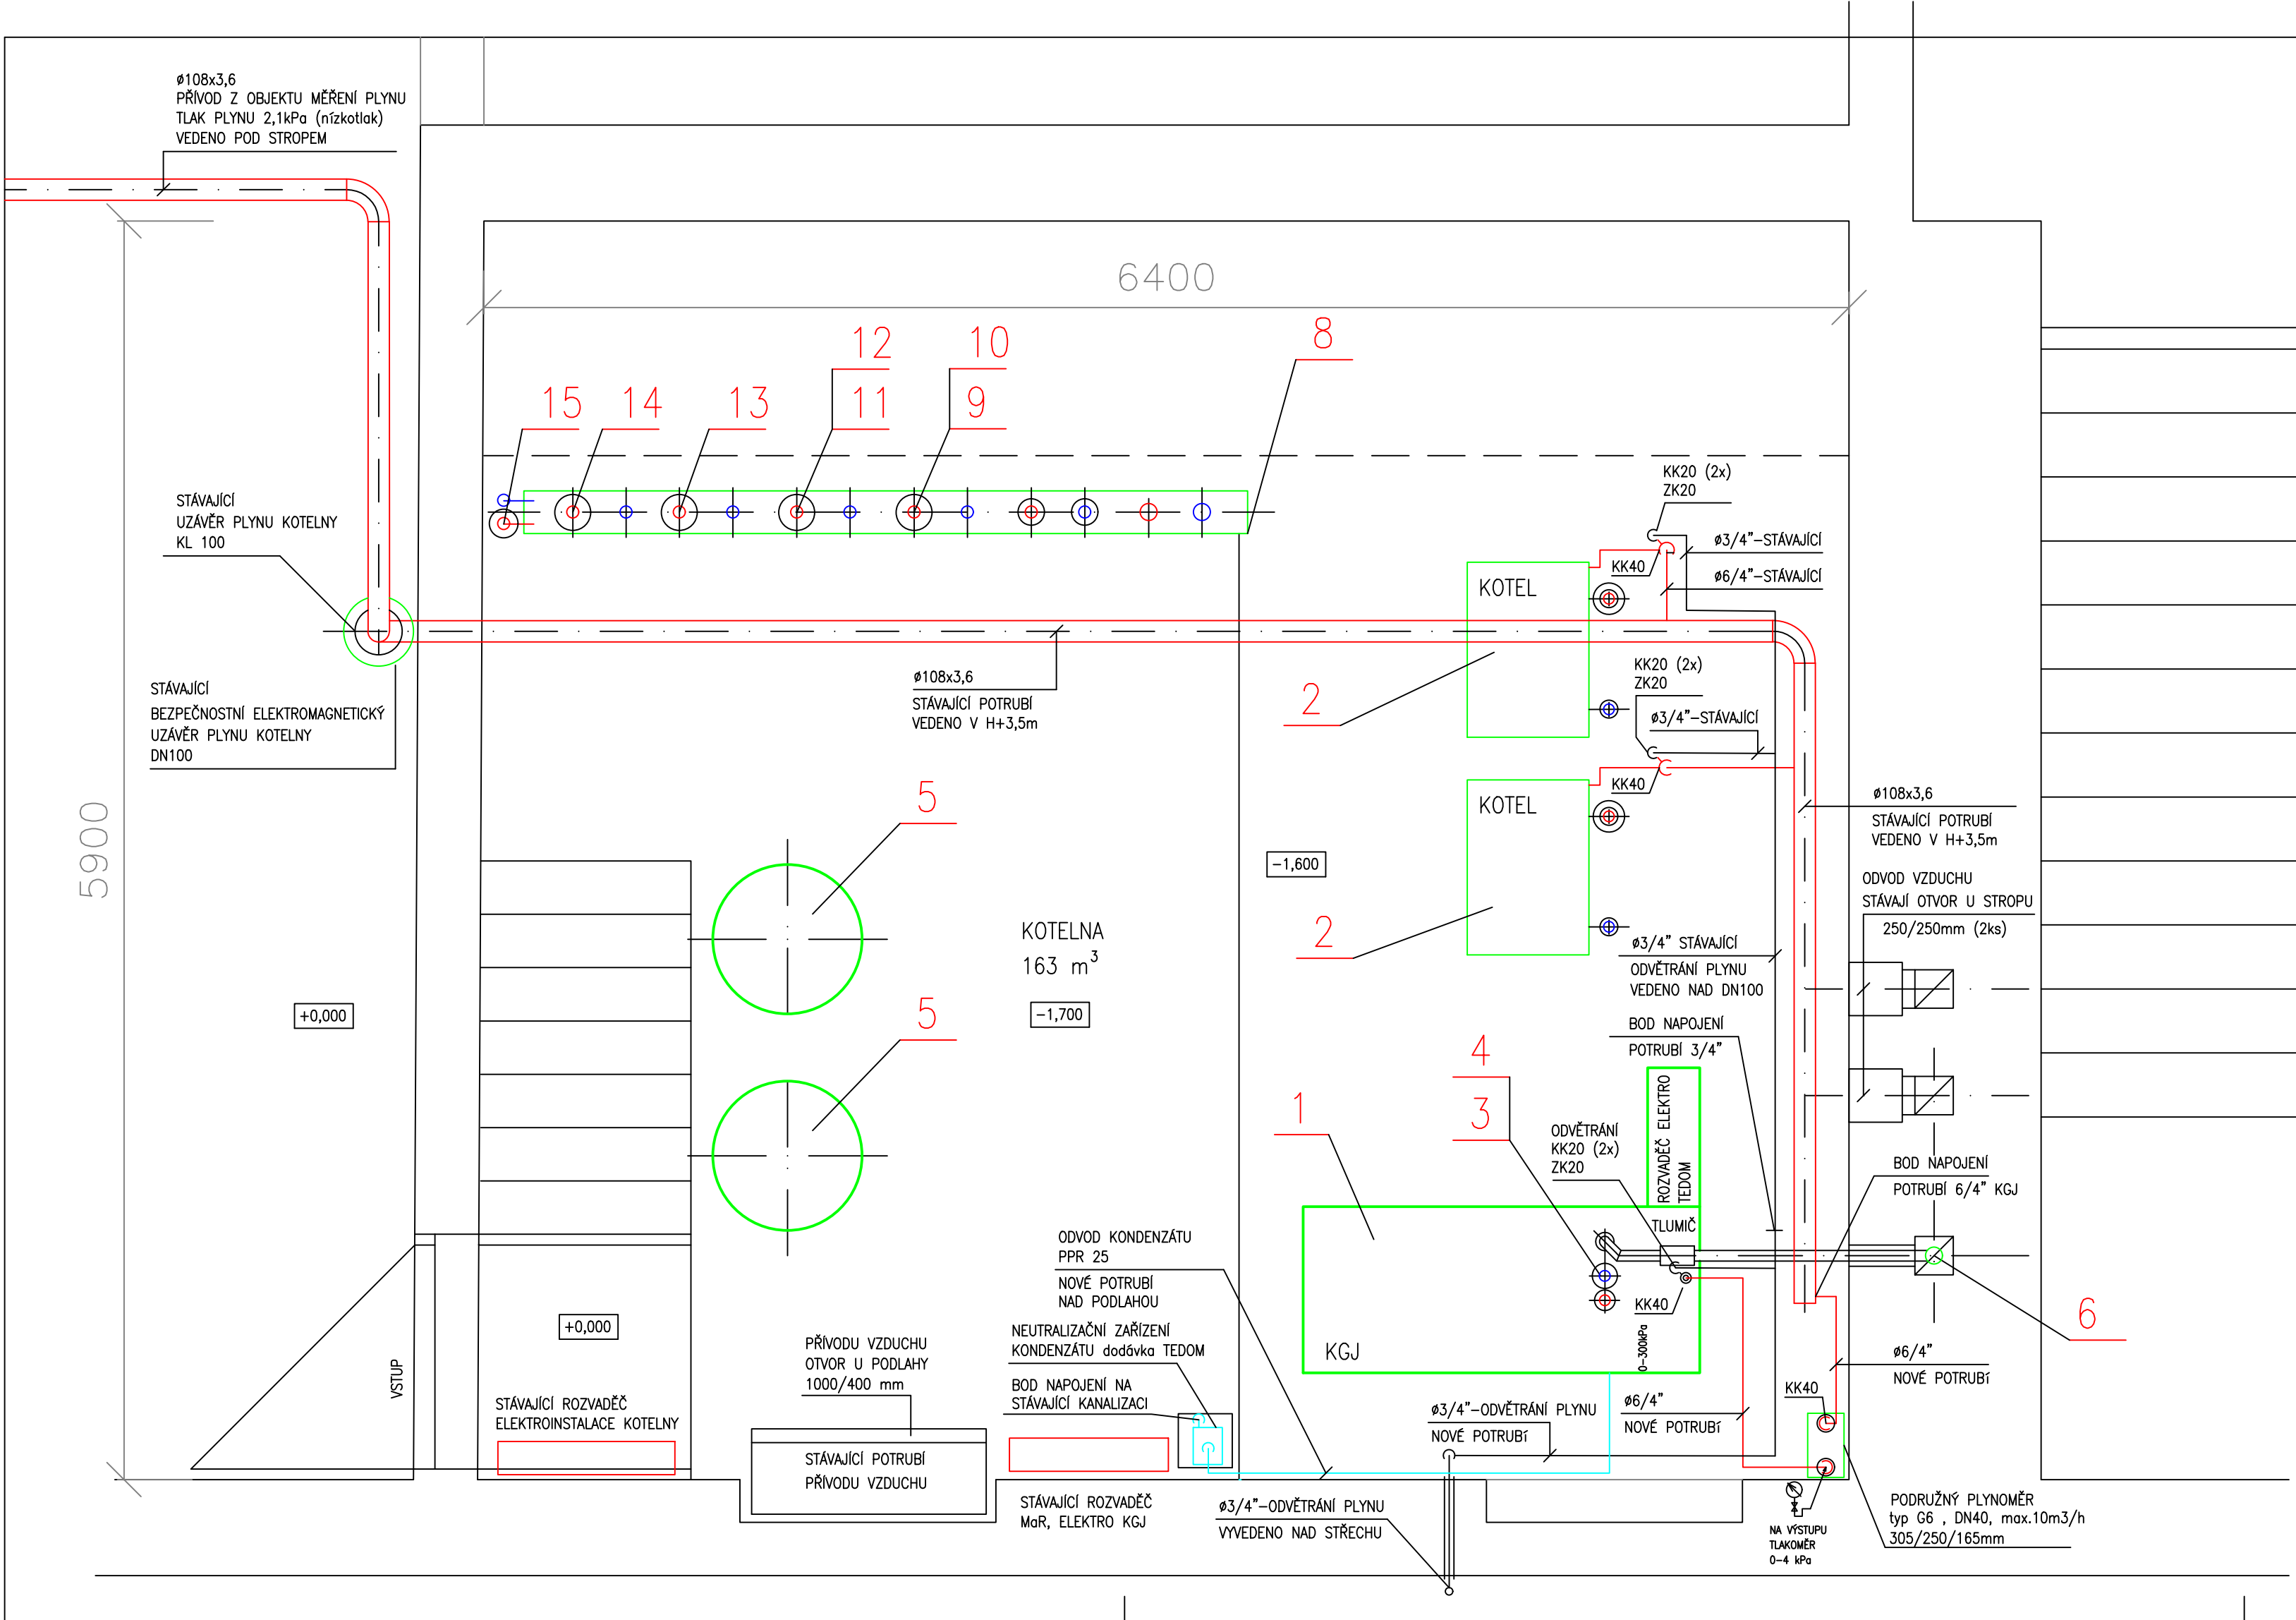 ø108x3,6
PŘÍVOD Z OBJEKTU MĚŘENÍ PLYNU
TLAK PLYNU 2,1kPa (nízkotlak)
VEDENO POD STROPEM
6400
8
12
10
15
14
13
11
9
STÁVAJÍCÍ
UZÁVĚR PLYNU KOTELNY
KL 100
KK20 (2x)
ZK20
ø3/4"-STÁVAJÍCÍ
KK40
ø6/4"-STÁVAJÍCÍ
KOTEL
STÁVAJÍCÍ
BEZPEČNOSTNÍ ELEKTROMAGNETICKÝ
UZÁVĚR PLYNU KOTELNY
DN100
ø108x3,6
STÁVAJÍCÍ POTRUBÍ
VEDENO V H+3,5m
2
KK20 (2x)
ZK20
ø3/4"-STÁVAJÍCÍ
KK40
KOTEL
5900
5
ø108x3,6
STÁVAJÍCÍ POTRUBÍ
VEDENO V H+3,5m
-1,600
ODVOD VZDUCHU
STÁVAJÍ OTVOR U STROPU
250/250mm (2ks)
KOTELNA
163 m³
-1,700
2
ø3/4" STÁVAJÍCÍ
ODVĚTRÁNÍ PLYNU
VEDENO NAD DN100
+0,000
5
BOD NAPOJENÍ
POTRUBÍ 3/4"
4
3
1
ODVĚTRÁNÍ
KK20 (2x)
ZK20
ROZVADĚČ ELEKTRO
TEDOM
TLUMIČ
BOD NAPOJENÍ
POTRUBÍ 6/4" KGJ
ODVOD KONDENZÁTU
PPR 25
NOVÉ POTRUBÍ
NAD PODLAHOU
KK40
0-300kPa
KGJ
6
+0,000
VSTUP
PŘÍVODU VZDUCHU
OTVOR U PODLAHY
1000/400 mm
NEUTRALIZAČNÍ ZAŘÍZENÍ
KONDENZÁTU dodávka TEDOM
BOD NAPOJENÍ NA
STÁVAJÍCÍ KANALIZACI
ø6/4"
NOVÉ POTRUBí
KK40
STÁVAJÍCÍ ROZVADĚČ
ELEKTROINSTALACE KOTELNY
ø3/4"-ODVĚTRÁNÍ PLYNU
NOVÉ POTRUBí
ø6/4"
NOVÉ POTRUBí
STÁVAJÍCÍ POTRUBÍ
PŘÍVODU VZDUCHU
STÁVAJÍCÍ ROZVADĚČ
MaR, ELEKTRO KGJ
ø3/4"-ODVĚTRÁNÍ PLYNU
VYVEDENO NAD STŘECHU
NA VÝSTUPU
TLAKOMĚR
0-4 kPa
PODRUŽNÝ PLYNOMĚR
typ G6 , DN40, max.10m3/h
305/250/165mm